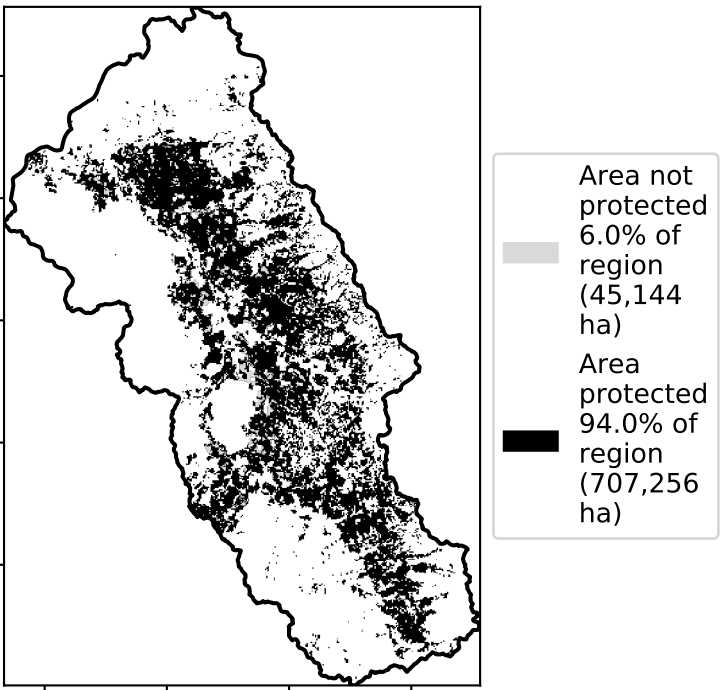 Area not
protected
6.0% of
region
(45,144
ha)
Area
protected
94.0% of
region
(707,256
ha)